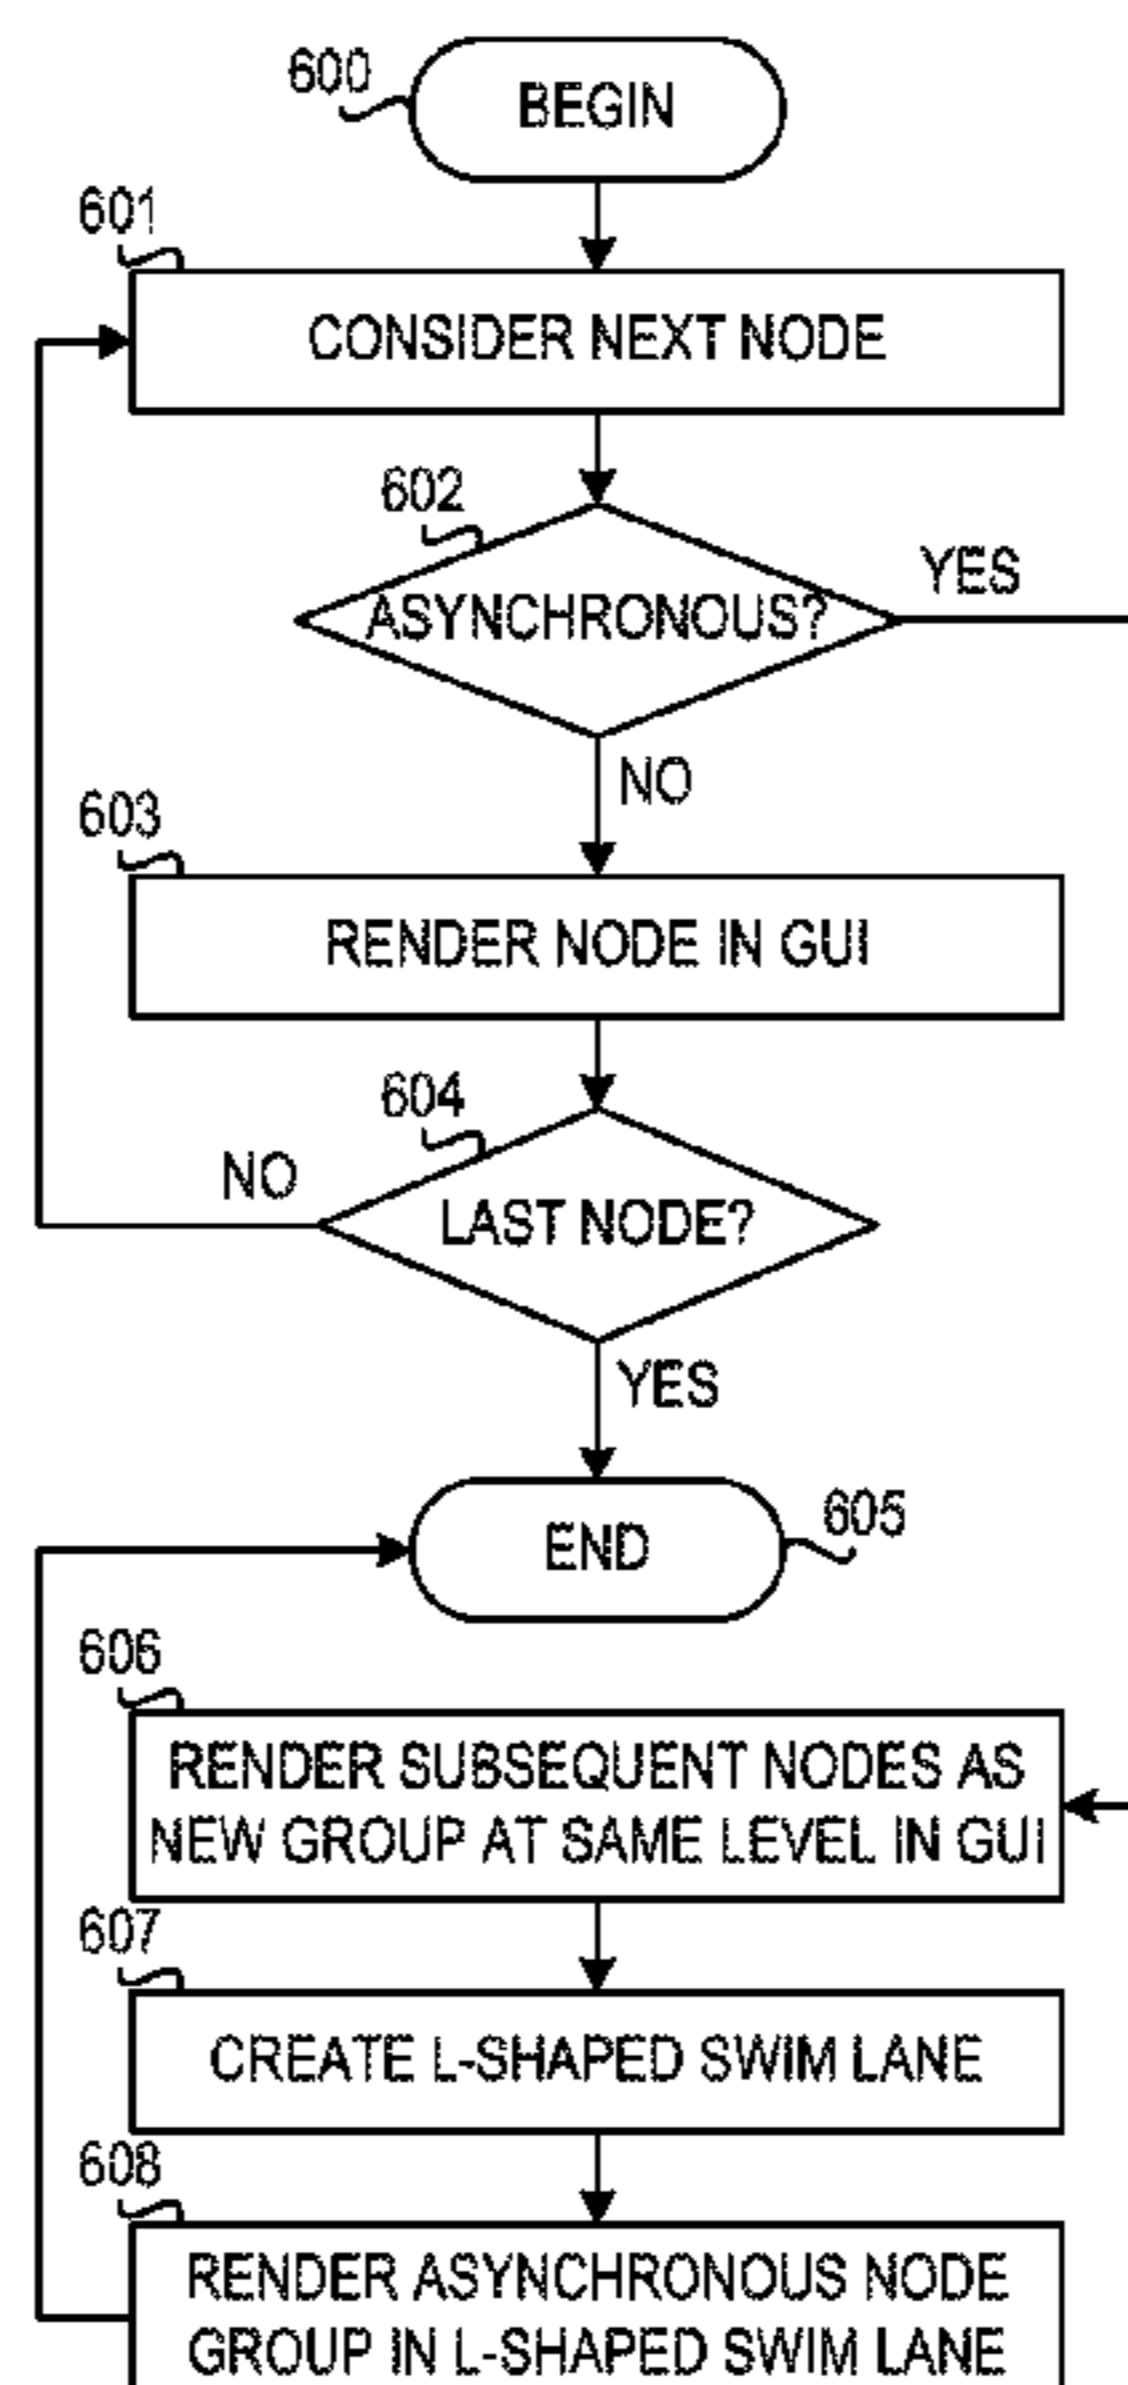 600
BEGIN
601
CONSIDER NEXT NODE
602
ASYNCHRONOUS?
YES
NO
603
RENDER NODE IN GUI
604
NO
LAST NODE?
YES
END
605
606
RENDER SUBSEQUENT NODES AS
NEW GROUP AT SAME LEVEL IN GUI
607
CREATE L-SHAPED SWIM LANE
608
RENDER ASYNCHRONOUS NODE
GROUP IN L-SHAPED SWIM LANE